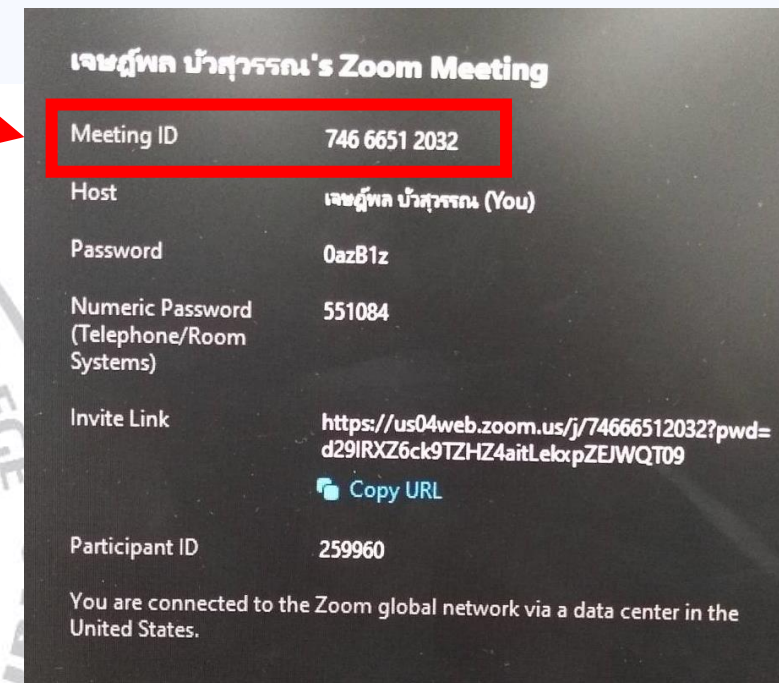 เจษฎ์พล บัวสุวรรณ's Zoom Meeting
Meeting ID 746 6651 2032
Host เจษฎ์พล บัวสุวรรณ (You)
Password 0azB1z
Numeric Password 551084
(Telephone/Room
Systems)
Invite Link https://us04web.zoom.us/j/74666512032?pwd=
d29IRXZ6ck9TZHZ4aitLekxpZEJWQT09
Copy URL
Participant ID 259960
You are connected to the Zoom global network via a data center in the
United States.